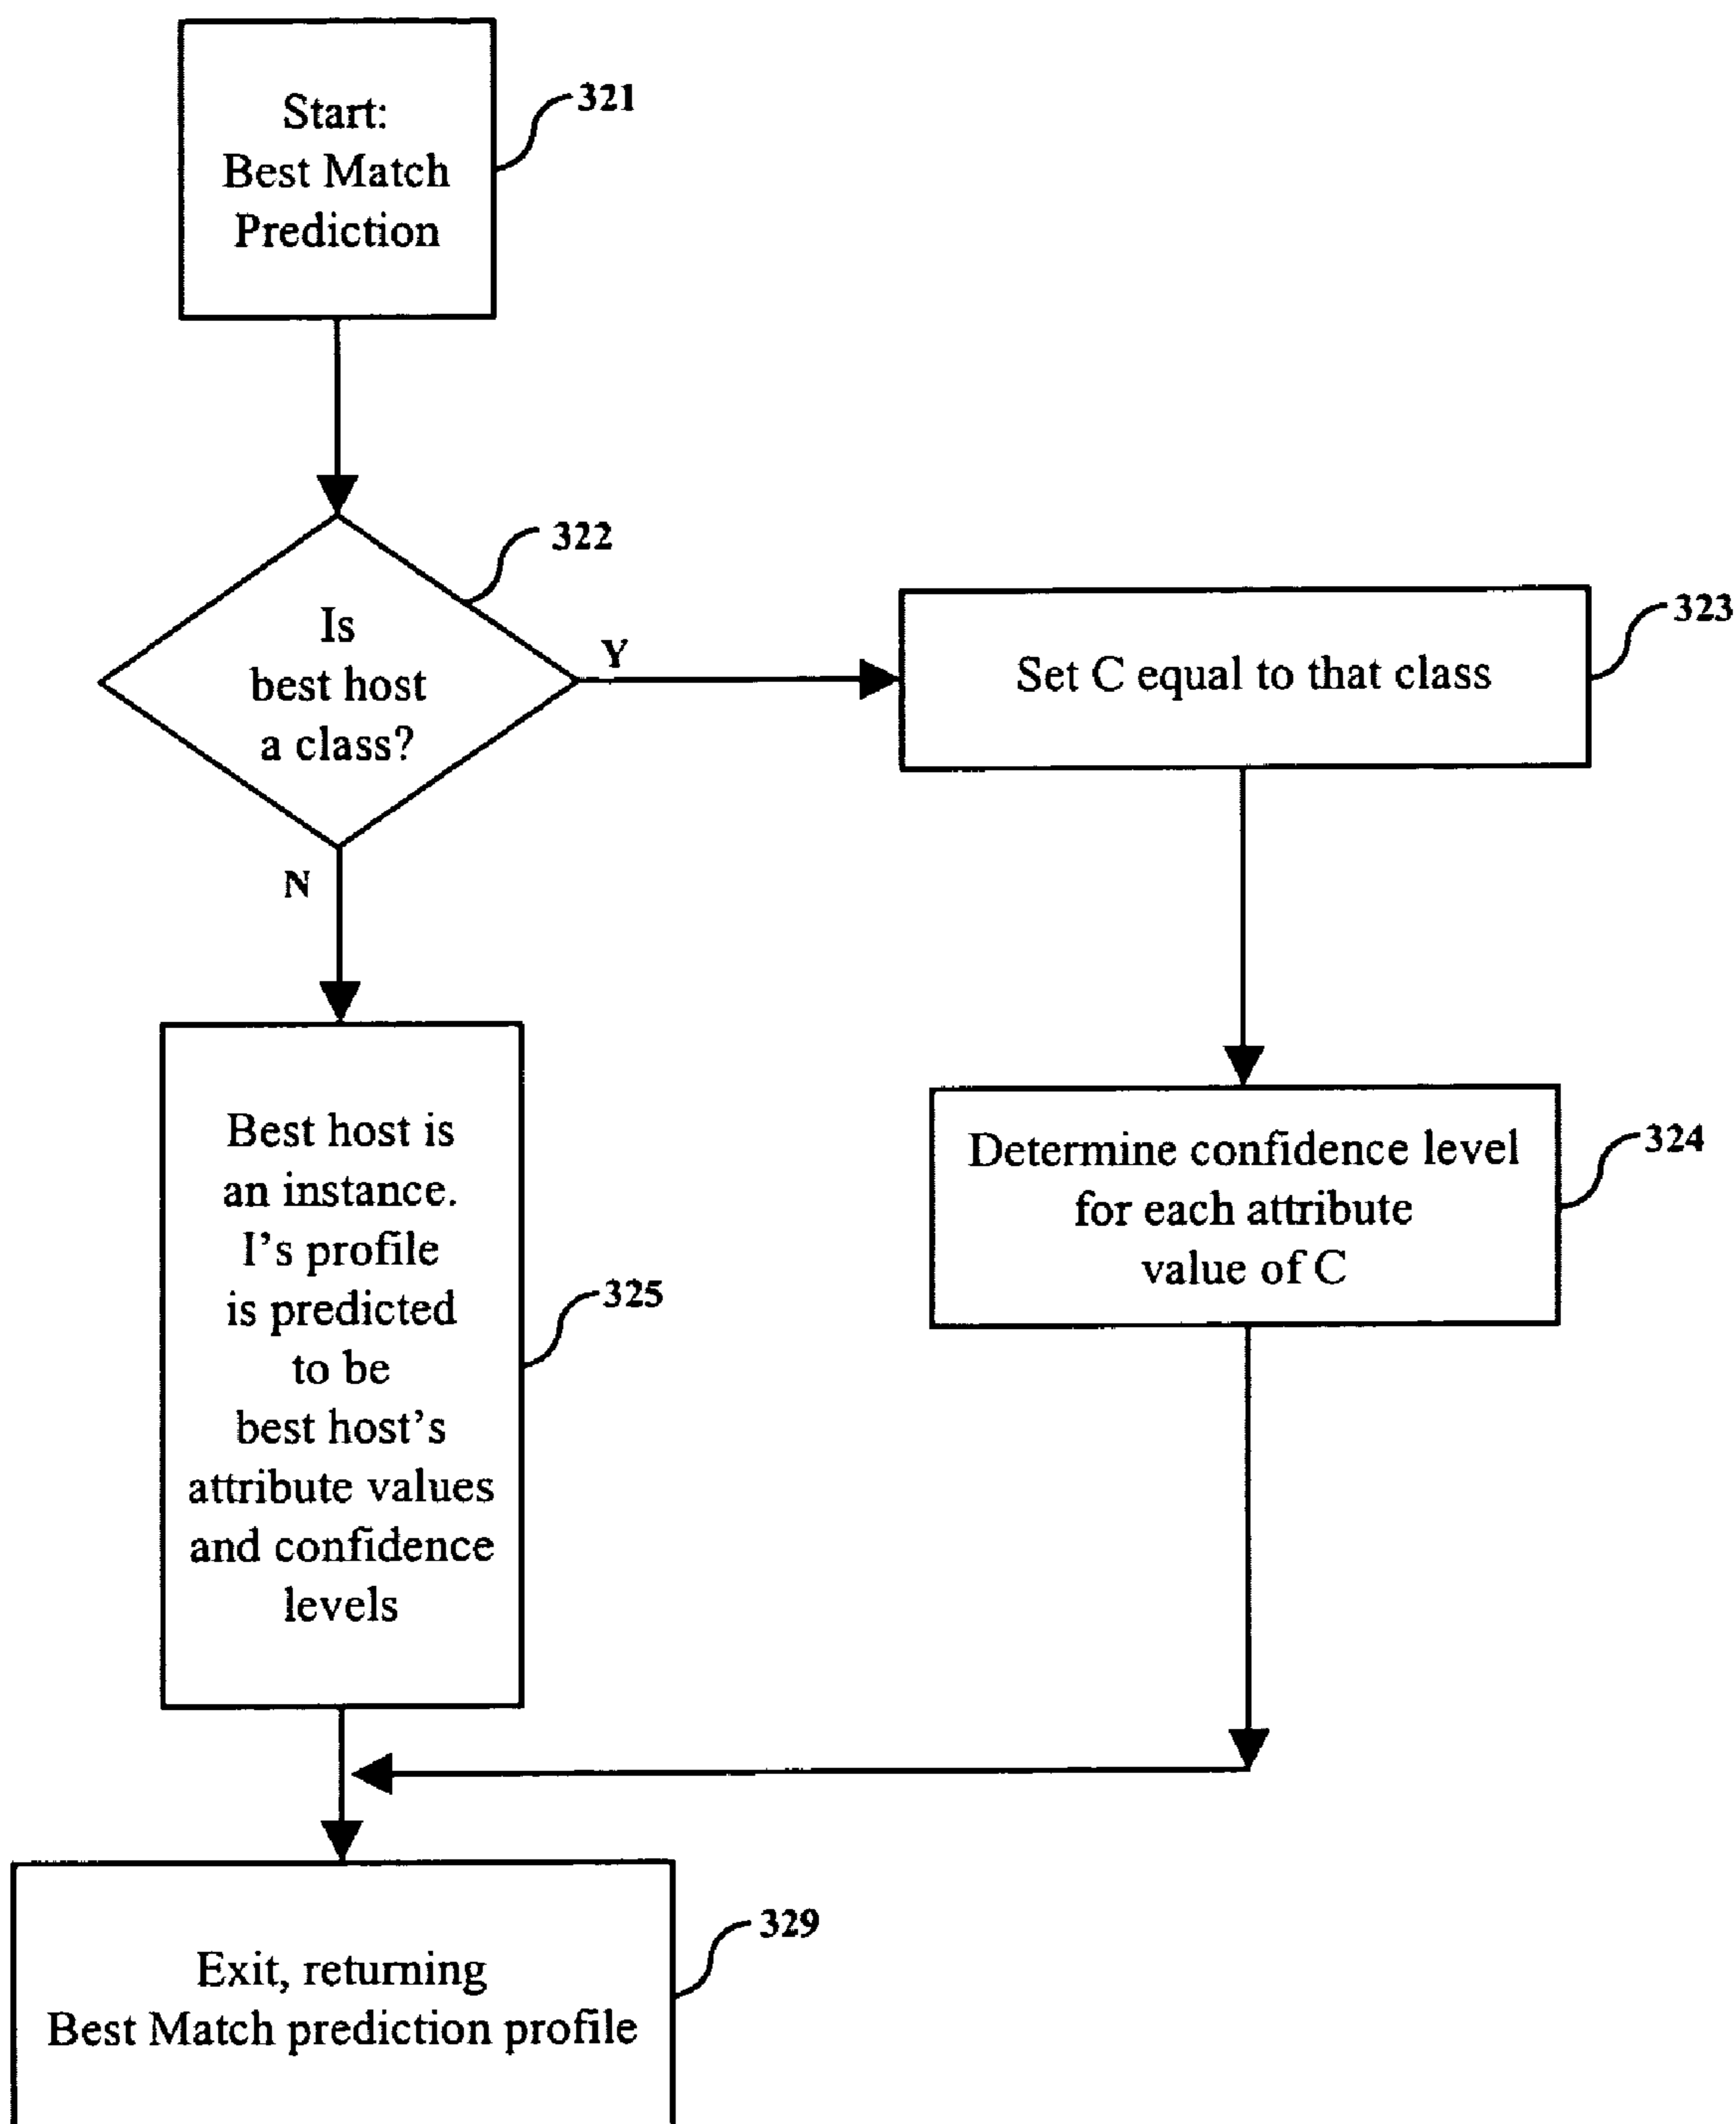 Start:
Best Match
Prediction
321
Is
best host
a class?
322
Y
N
Set C equal to that class
323
Determine confidence level
for each attribute
value of C
324
Best host is
an instance.
I's profile
is predicted
to be
best host's
attribute values
and confidence
levels
325
Exit, returning
Best Match prediction profile
329